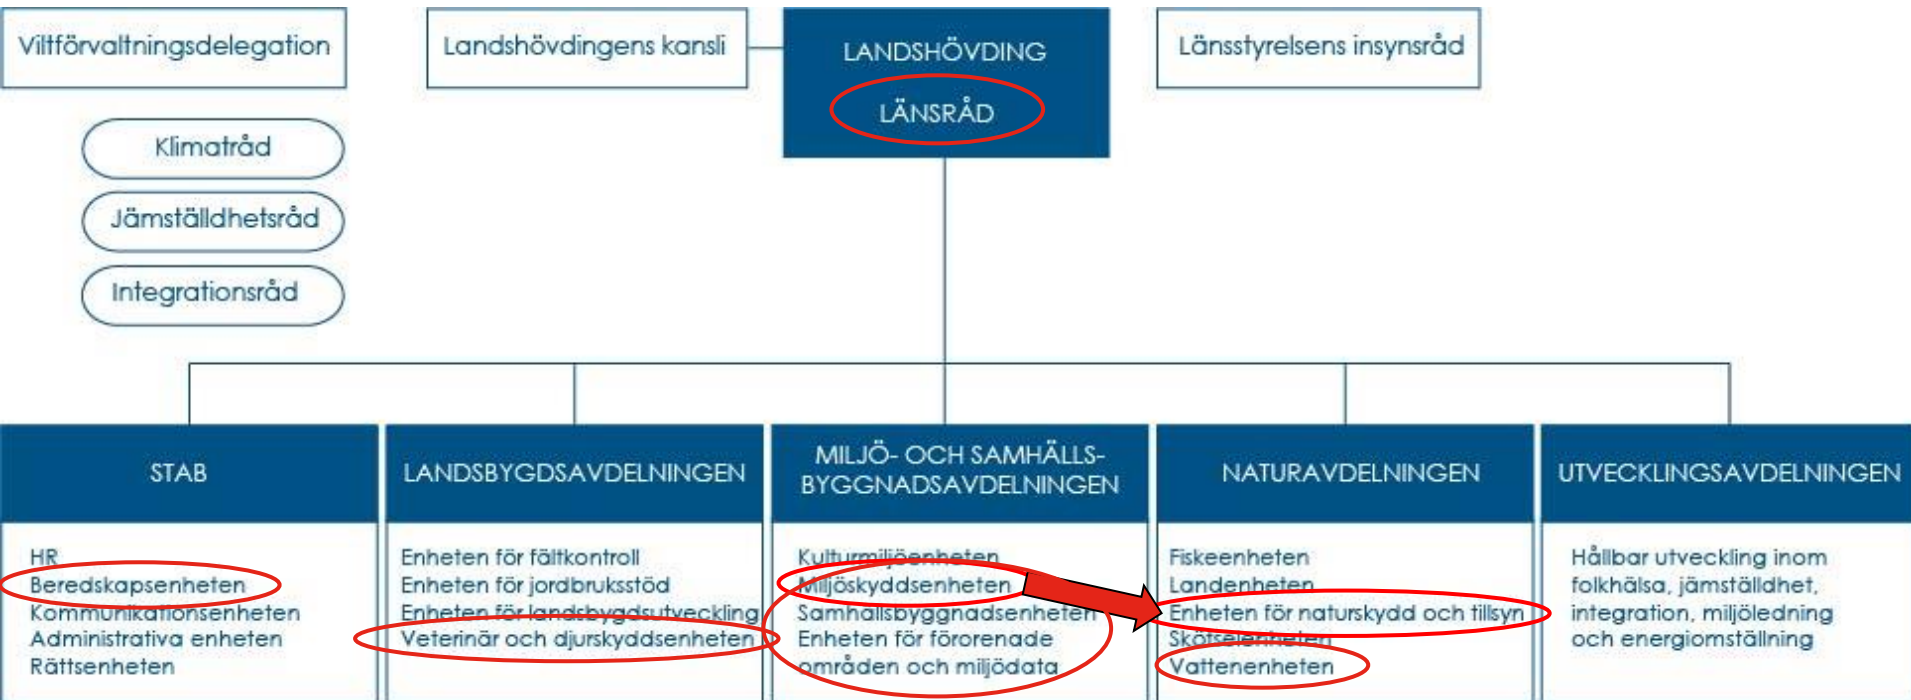 Viltförvaltningsdelegation
Landshövdingens kansli
LANDSHÖVDING
LÄNSRÅD
Länsstyrelsens insynsråd
Klimatråd
Jämställdhetsråd
Integrationsråd
STAB
HR
Beredskapsenheten
Kommunikationsenheten
Administrativa enheten
Rättsenheten
LANDSBYGDSAVDELNINGEN
Enheten för fältkontroll
Enheten för jordbruksstöd
Enheten för landsbygdsutveckling
Veterinär och djurskyddsenheten
MILJÖ- OCH SAMHÄLLS-
BYGGNADSAVDELNINGEN
Kulturmiljöenheten
Miljöskyddsenheten
Samhällsbyggnadsenheten
Enheten för förorenade
områden och miljödata
NATURAVDELNINGEN
Fiskeenheten
Landenheten
Enheten för naturskydd och tillsyn
Skötselenheten
Vattenenheten
UTVECKLINGSAVDELNINGEN
Hållbar utveckling inom
folkhälsa, jämställdhet,
integration, miljöledning
och energiomställning